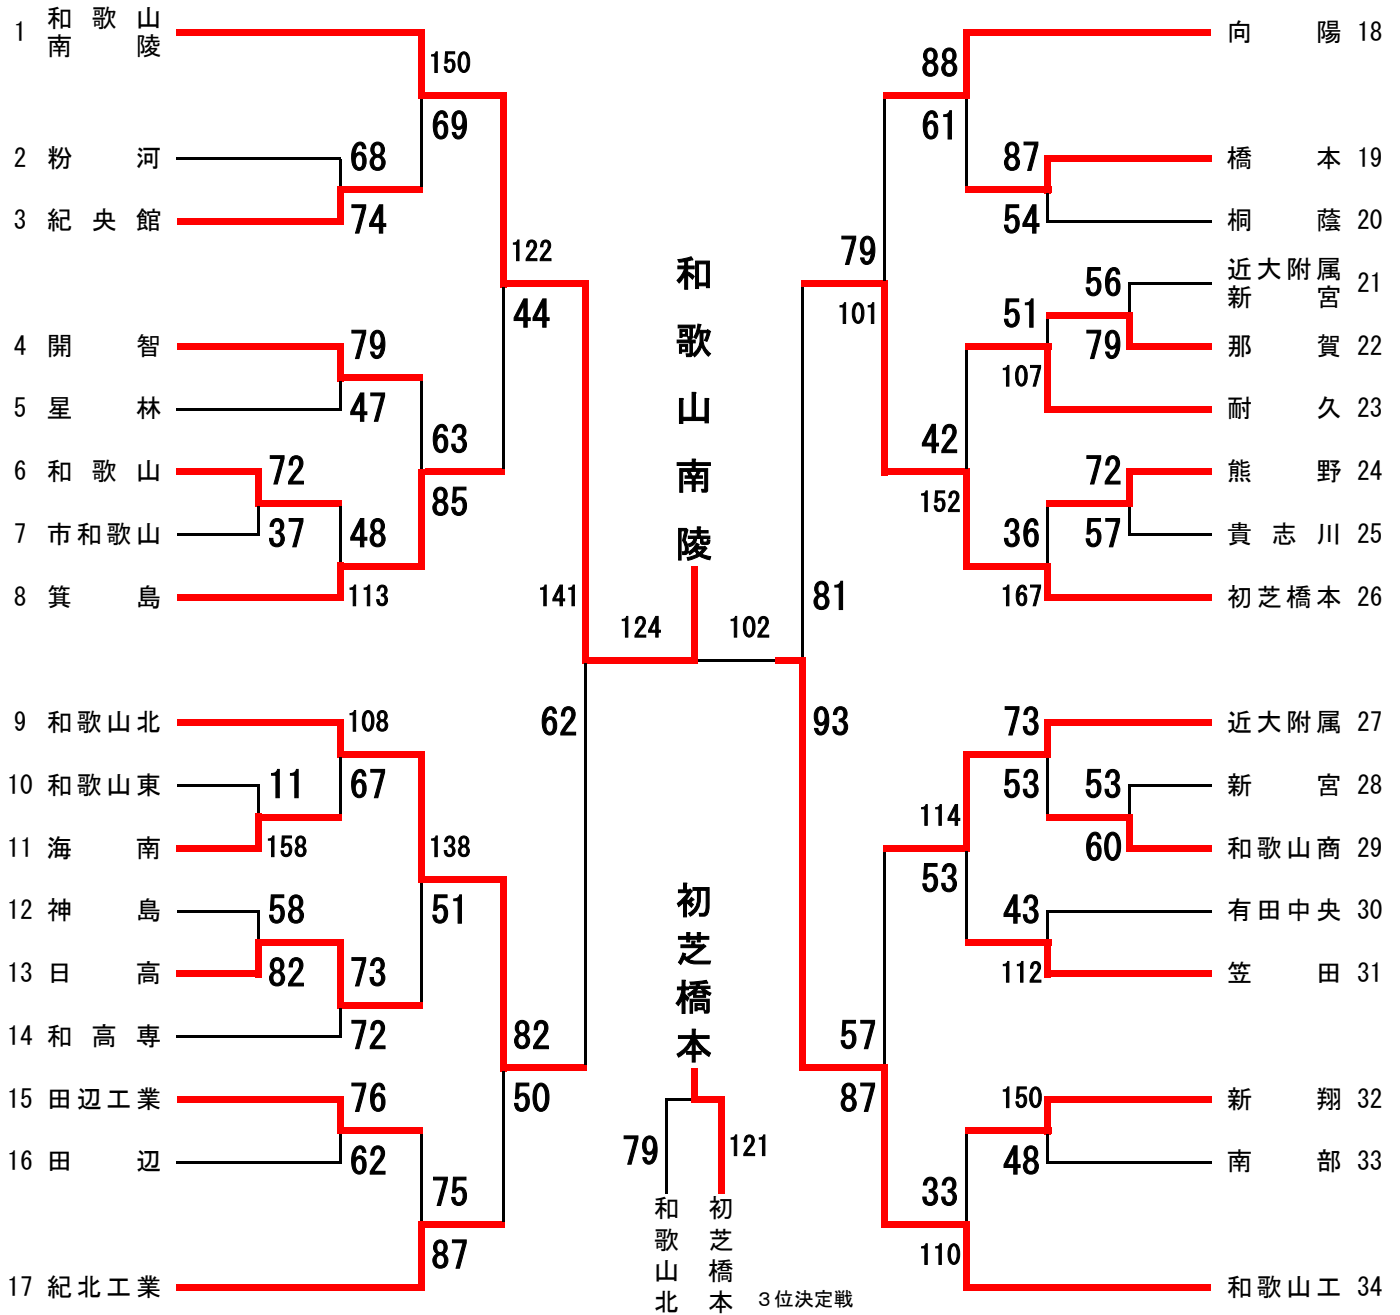 1 和歌山南陵
2 粉河
3 紀央館
4 開智
5 星林
6 和歌山
7 市和歌山
8 箕島
9 和歌山北
10 和歌山東
11 海南
12 神島
13 日高
14 和高専
15 田辺工業
16 田辺
17 紀北工業
150
69
68
74
122
44
79
47
63
85
72
37
48
113
141
62
108
67
11
158
138
51
58
82
73
72
82
50
76
62
75
87
和歌山南陵
124
102
初芝橋本
79
121
和歌山北
初芝橋本
3位決定戦
88
61
87
54
79
101
56
79
51
107
42
152
72
57
36
167
81
93
73
53
53
60
114
53
43
112
57
87
150
48
33
110
向陽 18
橋本 19
桐蔭 20
近大附属新宮 21
那賀 22
耐久 23
熊野 24
貴志川 25
初芝橋本 26
近大附属 27
新宮 28
和歌山商 29
有田中央 30
笠田 31
新翔 32
南部 33
和歌山工 34